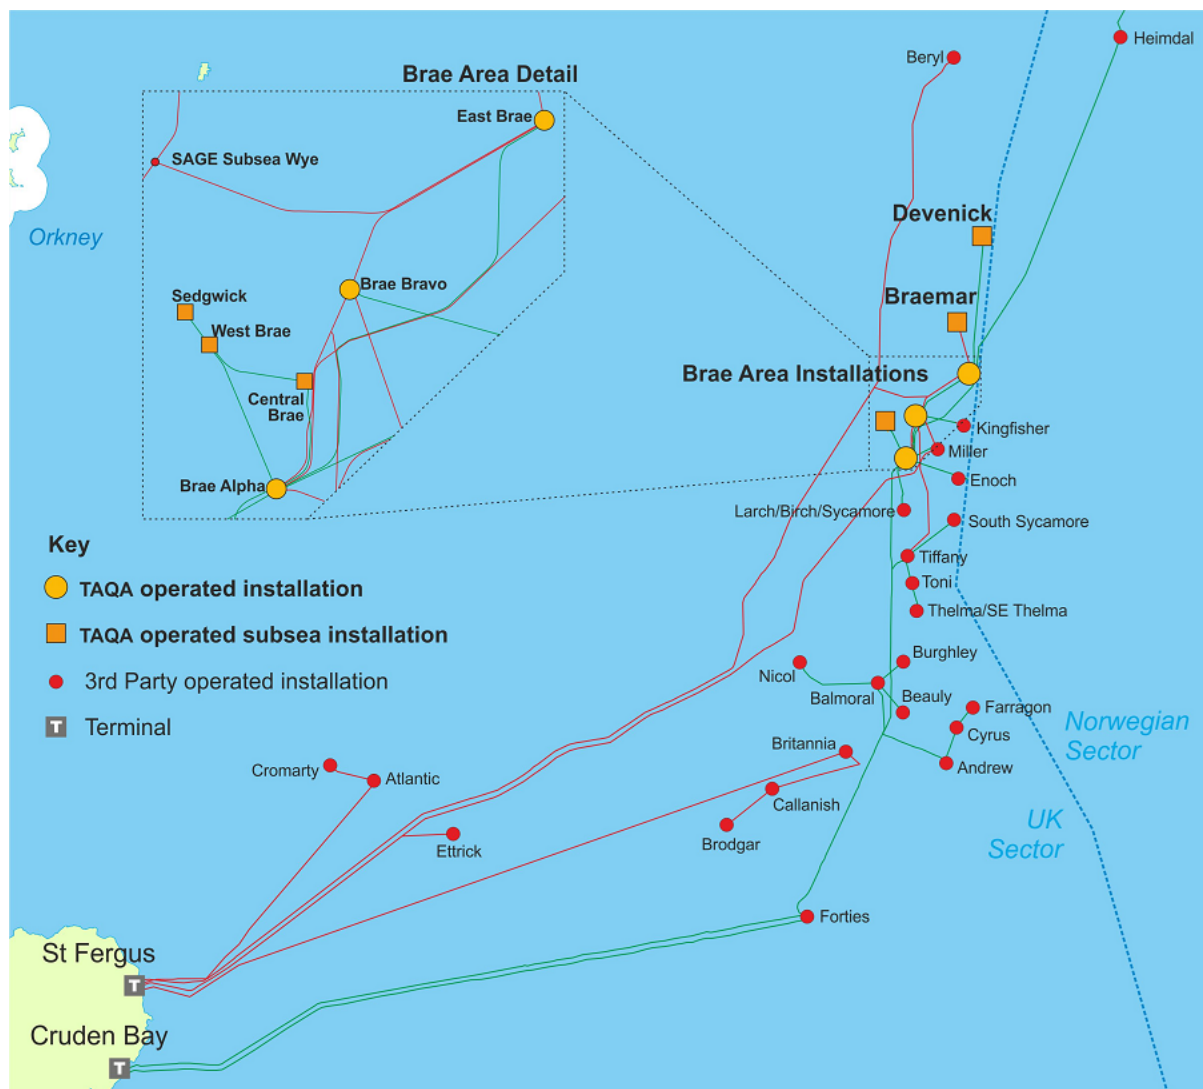 Heimdal
Beryl
Brae Area Detail
East Brae
SAGE Subsea Wye
Devenick
Orkney
Brae Bravo
Sedgwick
Braemar
West Brae
Brae Area Installations
Central
Brae
Kingfisher
Miller
Brae Alpha
Enoch
Larch/Birch/Sycamore
South Sycamore
Key
Tiffany
TAQA operated installation
Toni
Thelma/SE Thelma
TAQA operated subsea installation
Burghley
Nicol
3rd Party operated installation
Balmoral
Beauly
Farragon
T Terminal
Norwegian
Sector
Cyrus
Britannia
Andrew
Cromarty
Atlantic
Callanish
UK
Sector
Brodgar
Ettrick
Forties
St Fergus
T
Cruden Bay
T